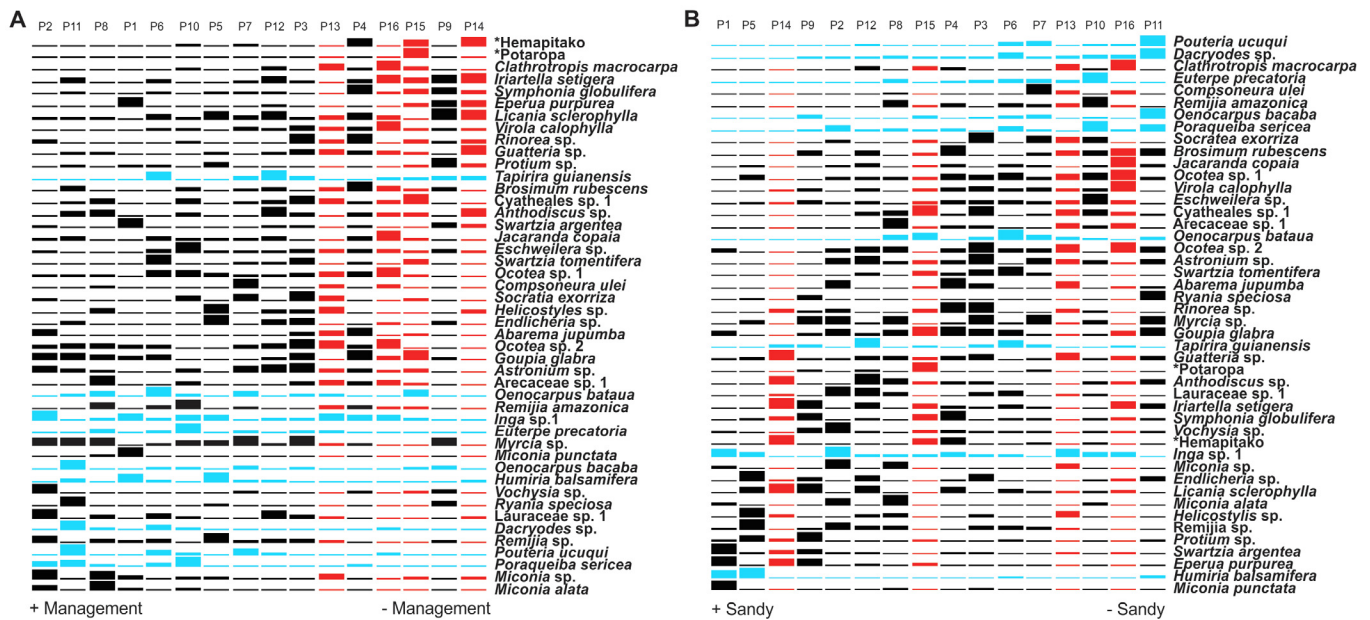 A
P2 P11 P8 P1 P6 P10 P5 P7 P12 P3 P13 P4 P16 P15 P9 P14
*Hemapitako
*Potaropa
Clathrotropis macrocarpa
Iriartella setigera
Symphonia globulifera
Eperua purpurea
Licania sclerophylla
Virola calophylla
Rinorea sp.
Guatteria sp.
Protium sp.
Tapirira guianensis
Brosimum rubescens
Cyatheales sp. 1
Anthodiscus sp.
Swartzia argentea
Jacaranda copaia
Eschweilera sp.
Swartzia tomentifera
Ocotea sp. 1
Compsoneura ulei
Socratia exorriza
Helicostyles sp.
Endlicheria sp.
Abarema jupumba
Ocotea sp. 2
Goupia glabra
Astronium sp.
Arecaceae sp. 1
Oenocarpus bataua
Remijia amazonica
Inga sp.1
Euterpe precatoria
Myrcia sp.
Miconia punctata
Oenocarpus bacaba
Humiria balsamifera
Vochysia sp.
Ryania speciosa
Lauraceae sp. 1
Dacryodes sp.
Remijia sp.
Pouteria ucuqui
Poraqueiba sericea
Miconia sp.
Miconia alata
+ Management - Management
B
P1 P5 P14 P9 P2 P12 P8 P15 P4 P3 P6 P7 P13 P10 P16 P11
Pouteria ucuqui
Dacryodes sp.
Clathrotropis macrocarpa
Euterpe precatoria
Compsoneura ulei
Remijia amazonica
Oenocarpus bacaba
Poraqueiba sericea
Socratea exorriza
Brosimum rubescens
Jacaranda copaia
Ocotea sp. 1
Virola calophylla
Eschweilera sp.
Cyatheales sp. 1
Arecaceae sp. 1
Oenocarpus bataua
Ocotea sp. 2
Astronium sp.
Swartzia tomentifera
Abarema jupumba
Ryania speciosa
Rinorea sp.
Myrcia sp.
Goupia glabra
Tapirira guianensis
Guatteria sp.
*Potaropa
Anthodiscus sp.
Lauraceae sp. 1
Iriartella setigera
Symphonia globulifera
Vochysia sp.
*Hemapitako
Inga sp. 1
Miconia sp.
Endlicheria sp.
Licania sclerophylla
Miconia alata
Helicostylis sp.
Remijia sp.
Protium sp.
Swartzia argentea
Eperua purpurea
Humiria balsamifera
Miconia punctata
+ Sandy - Sandy